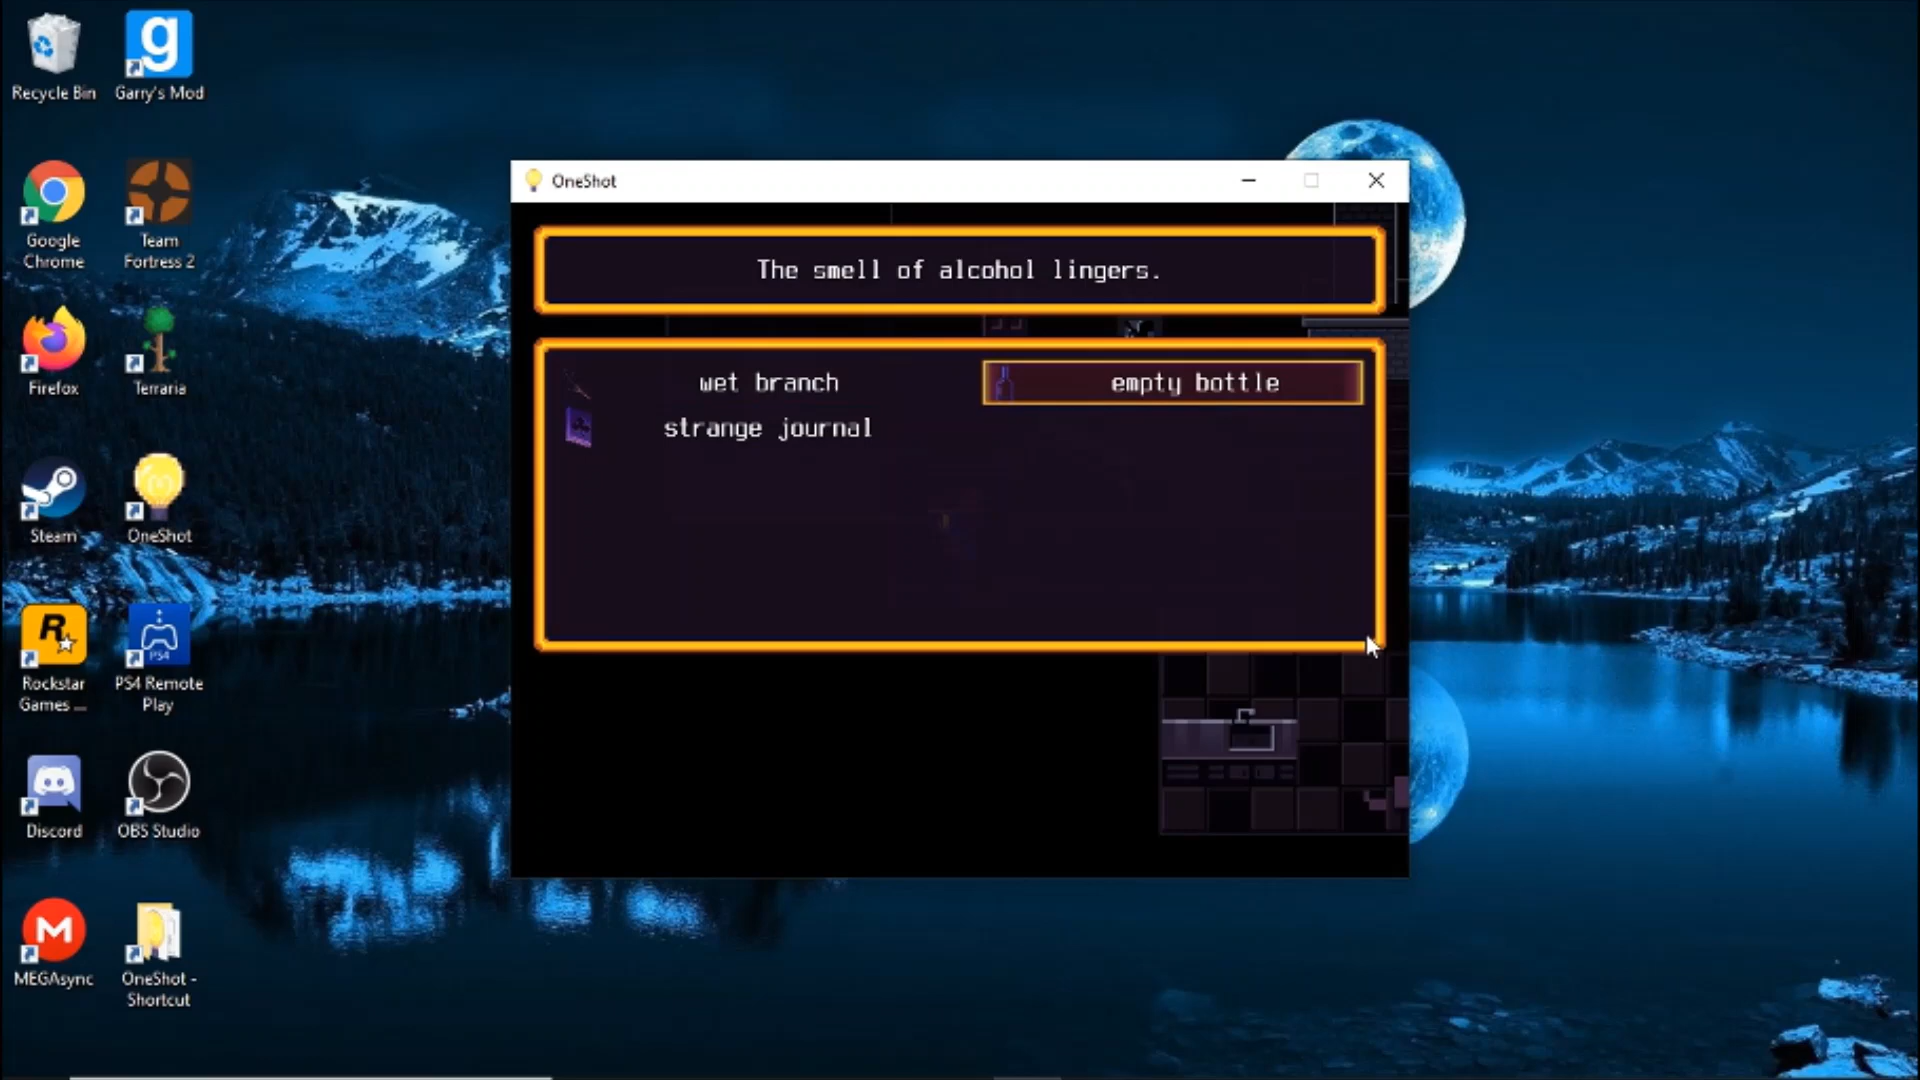 Recycle Bin
Garry's Mod
Google
Chrome
Team
Fortress 2
Firefox
Terraria
Steam
OneShot
Rockstar
Games ...
PS4
PS4 Remote
Play
Discord
OBS Studio
MEGAsync
OneShot -
Shortcut
OneShot
The smell of alcohol lingers.
wet branch
empty bottle
strange journal